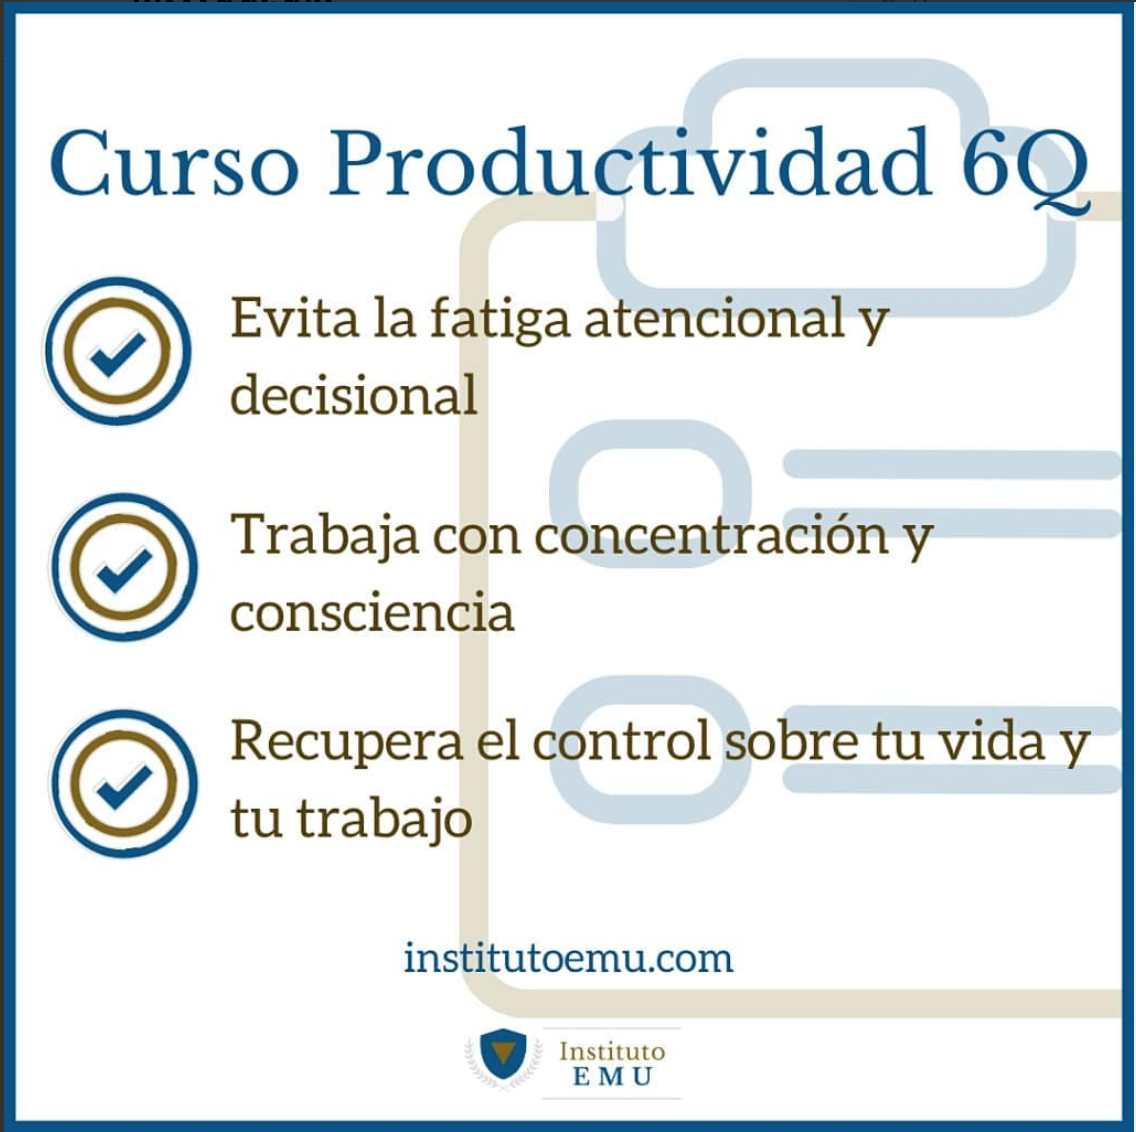 Curso Productividad 6Q
Evita la fatiga atencional y
decisional
Trabaja con concentración y
consciencia
Recupera el control sobre tu vida y
tu trabajo
institutoemu.com
Instituto
EMU